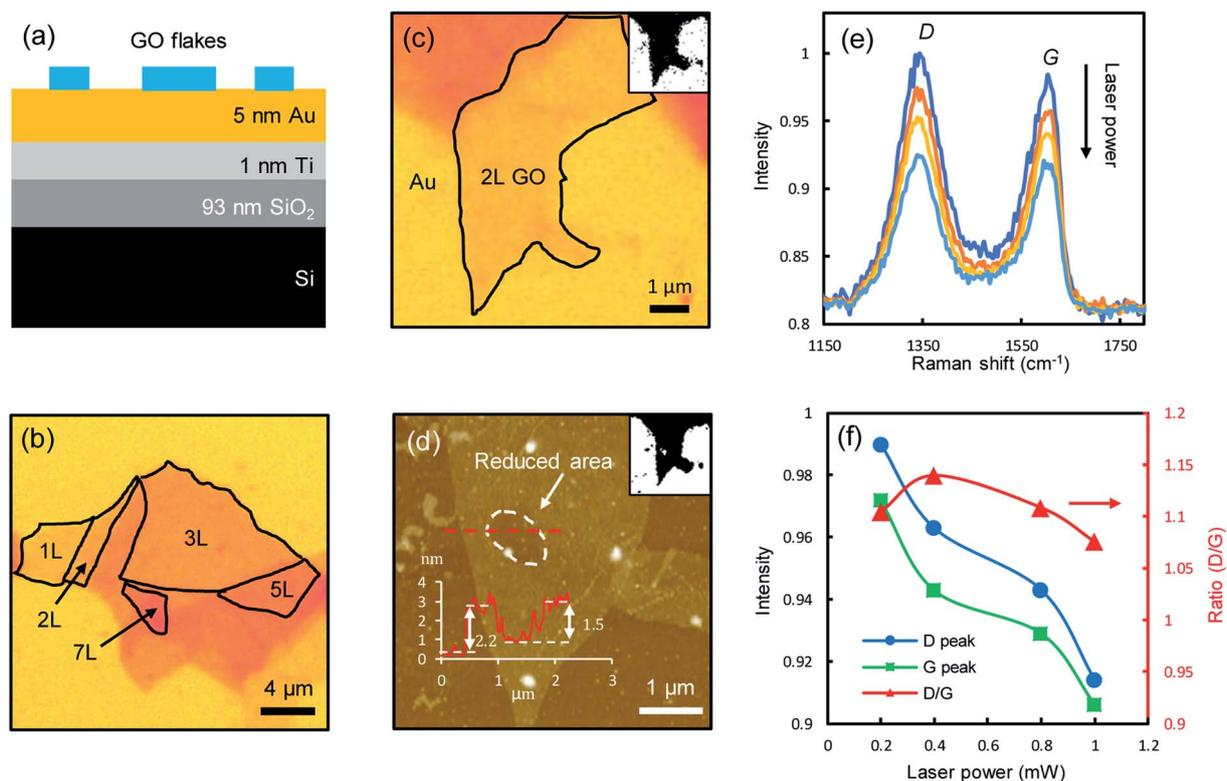 (a)
GO flakes
5 nm Au
1 nm Ti
93 nm SiO₂
Si
(b)
1L
2L
3L
5L
7L
4 μm
(c)
Au
2L GO
1 μm
(d)
Reduced area
nm
4
3
2
1
0
2.2
1.5
0 1 2 3
μm
1 μm
(e)
D
G
Laser power
Intensity
1
0.95
0.9
0.85
0.8
1150 1350 1550 1750
Raman shift (cm⁻¹)
(f)
Intensity
1
0.98
0.96
0.94
0.92
0.9
D peak
G peak
D/G
0 0.2 0.4 0.6 0.8 1 1.2
Laser power (mW)
1.2
1.15
1.1
1.05
1
0.95
0.9
Ratio (D/G)